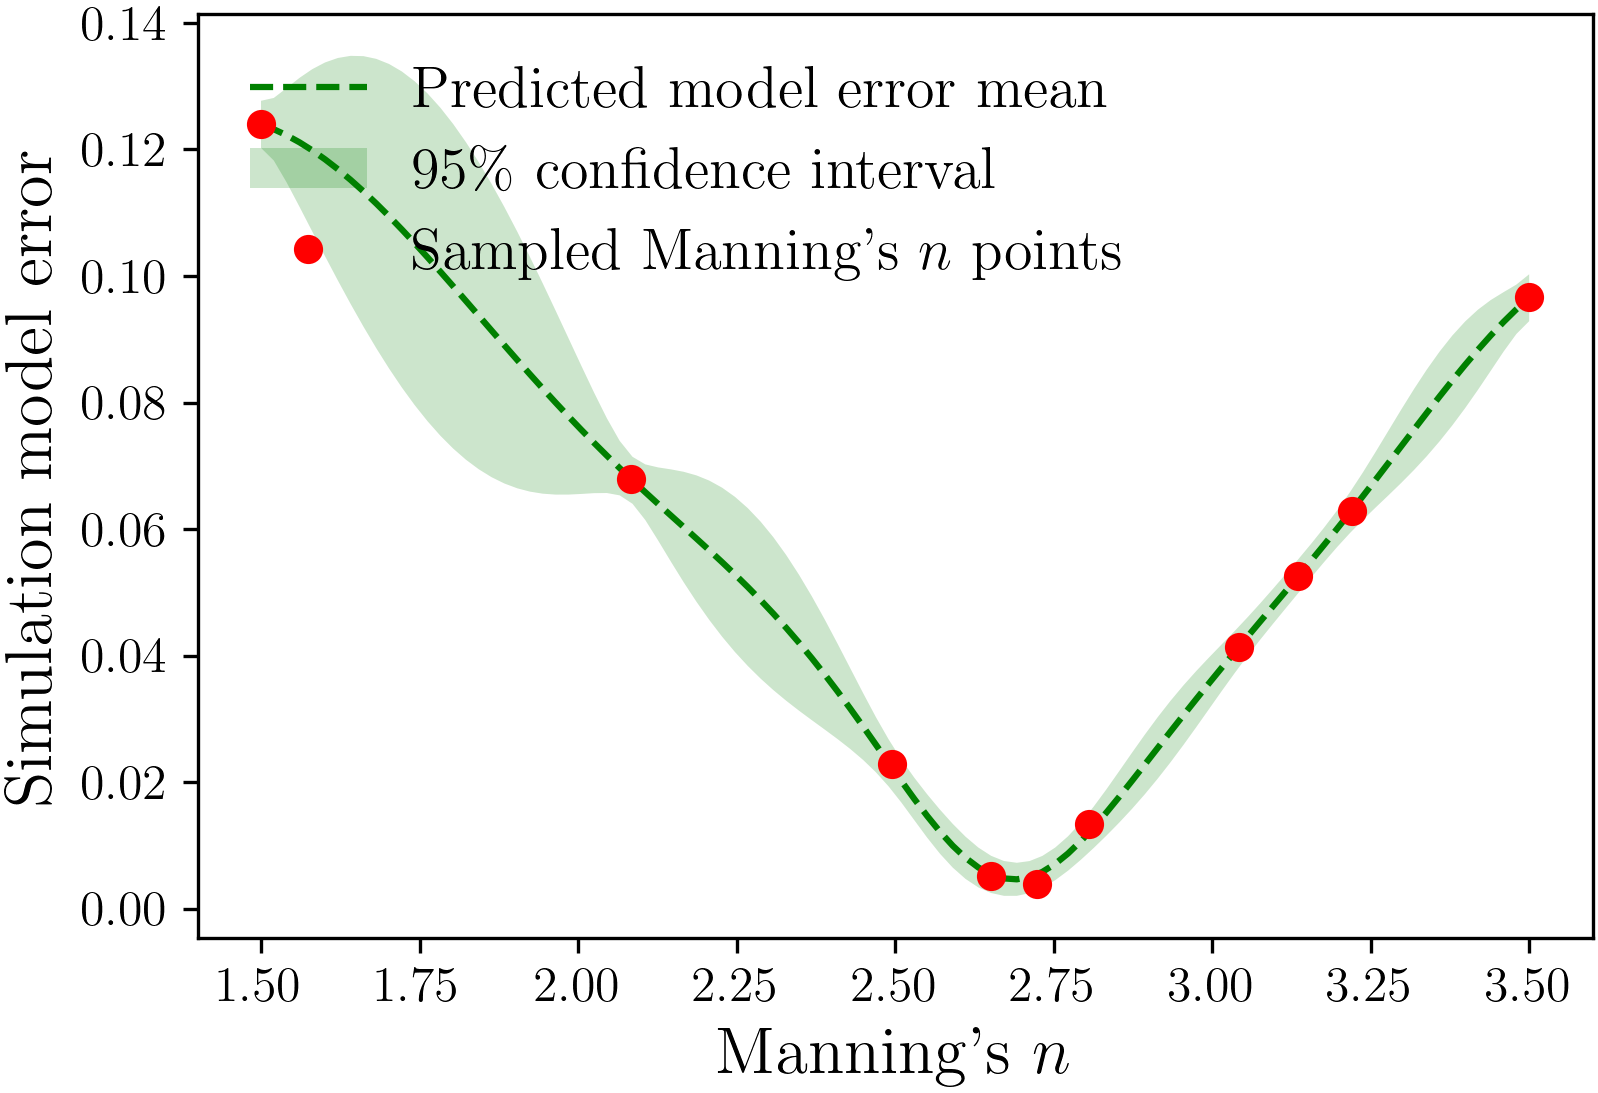 Predicted model error mean
95% confidence interval
Sampled Manning's n points
Simulation model error
0.14
0.12
0.10
0.08
0.06
0.04
0.02
0.00
1.50 1.75 2.00 2.25 2.50 2.75 3.00 3.25 3.50
Manning's n